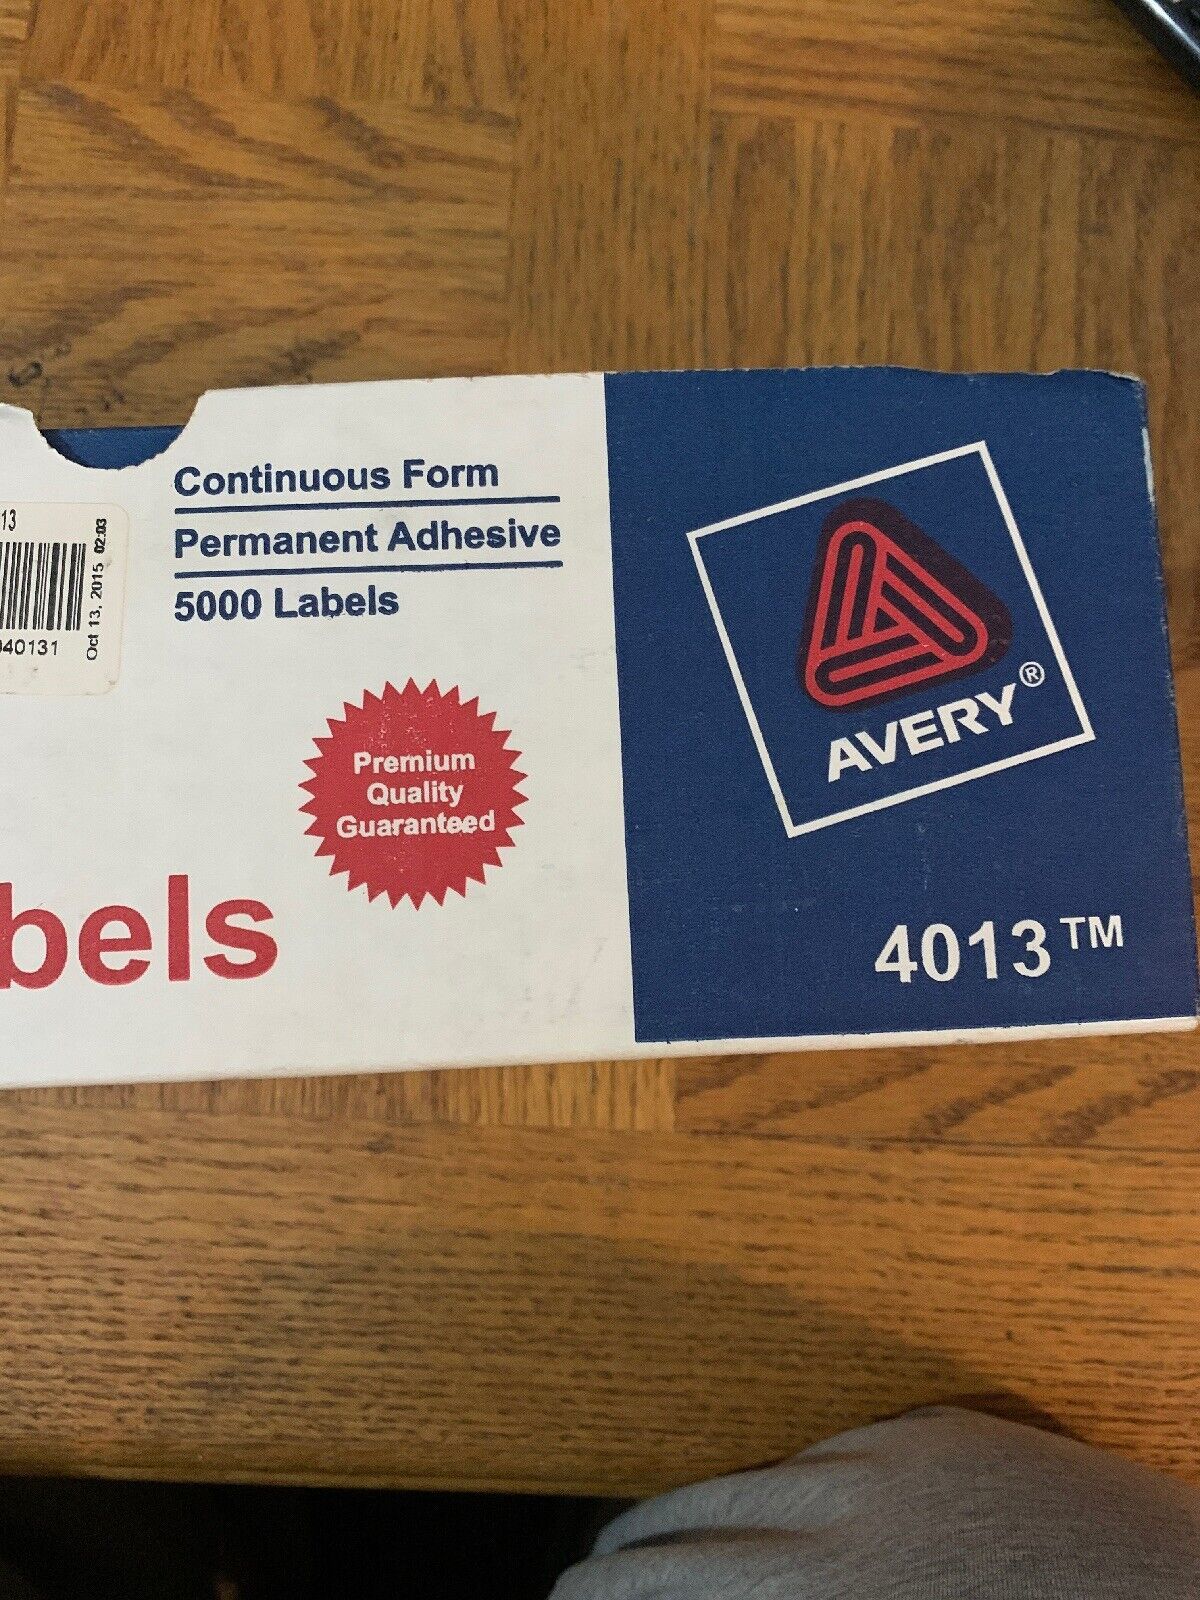 Continuous Form
Permanent Adhesive
5000 Labels
13
040131
Oct 13, 2015 02:03
Premium
Quality
Guaranteed
bels
AVERY®
4013™